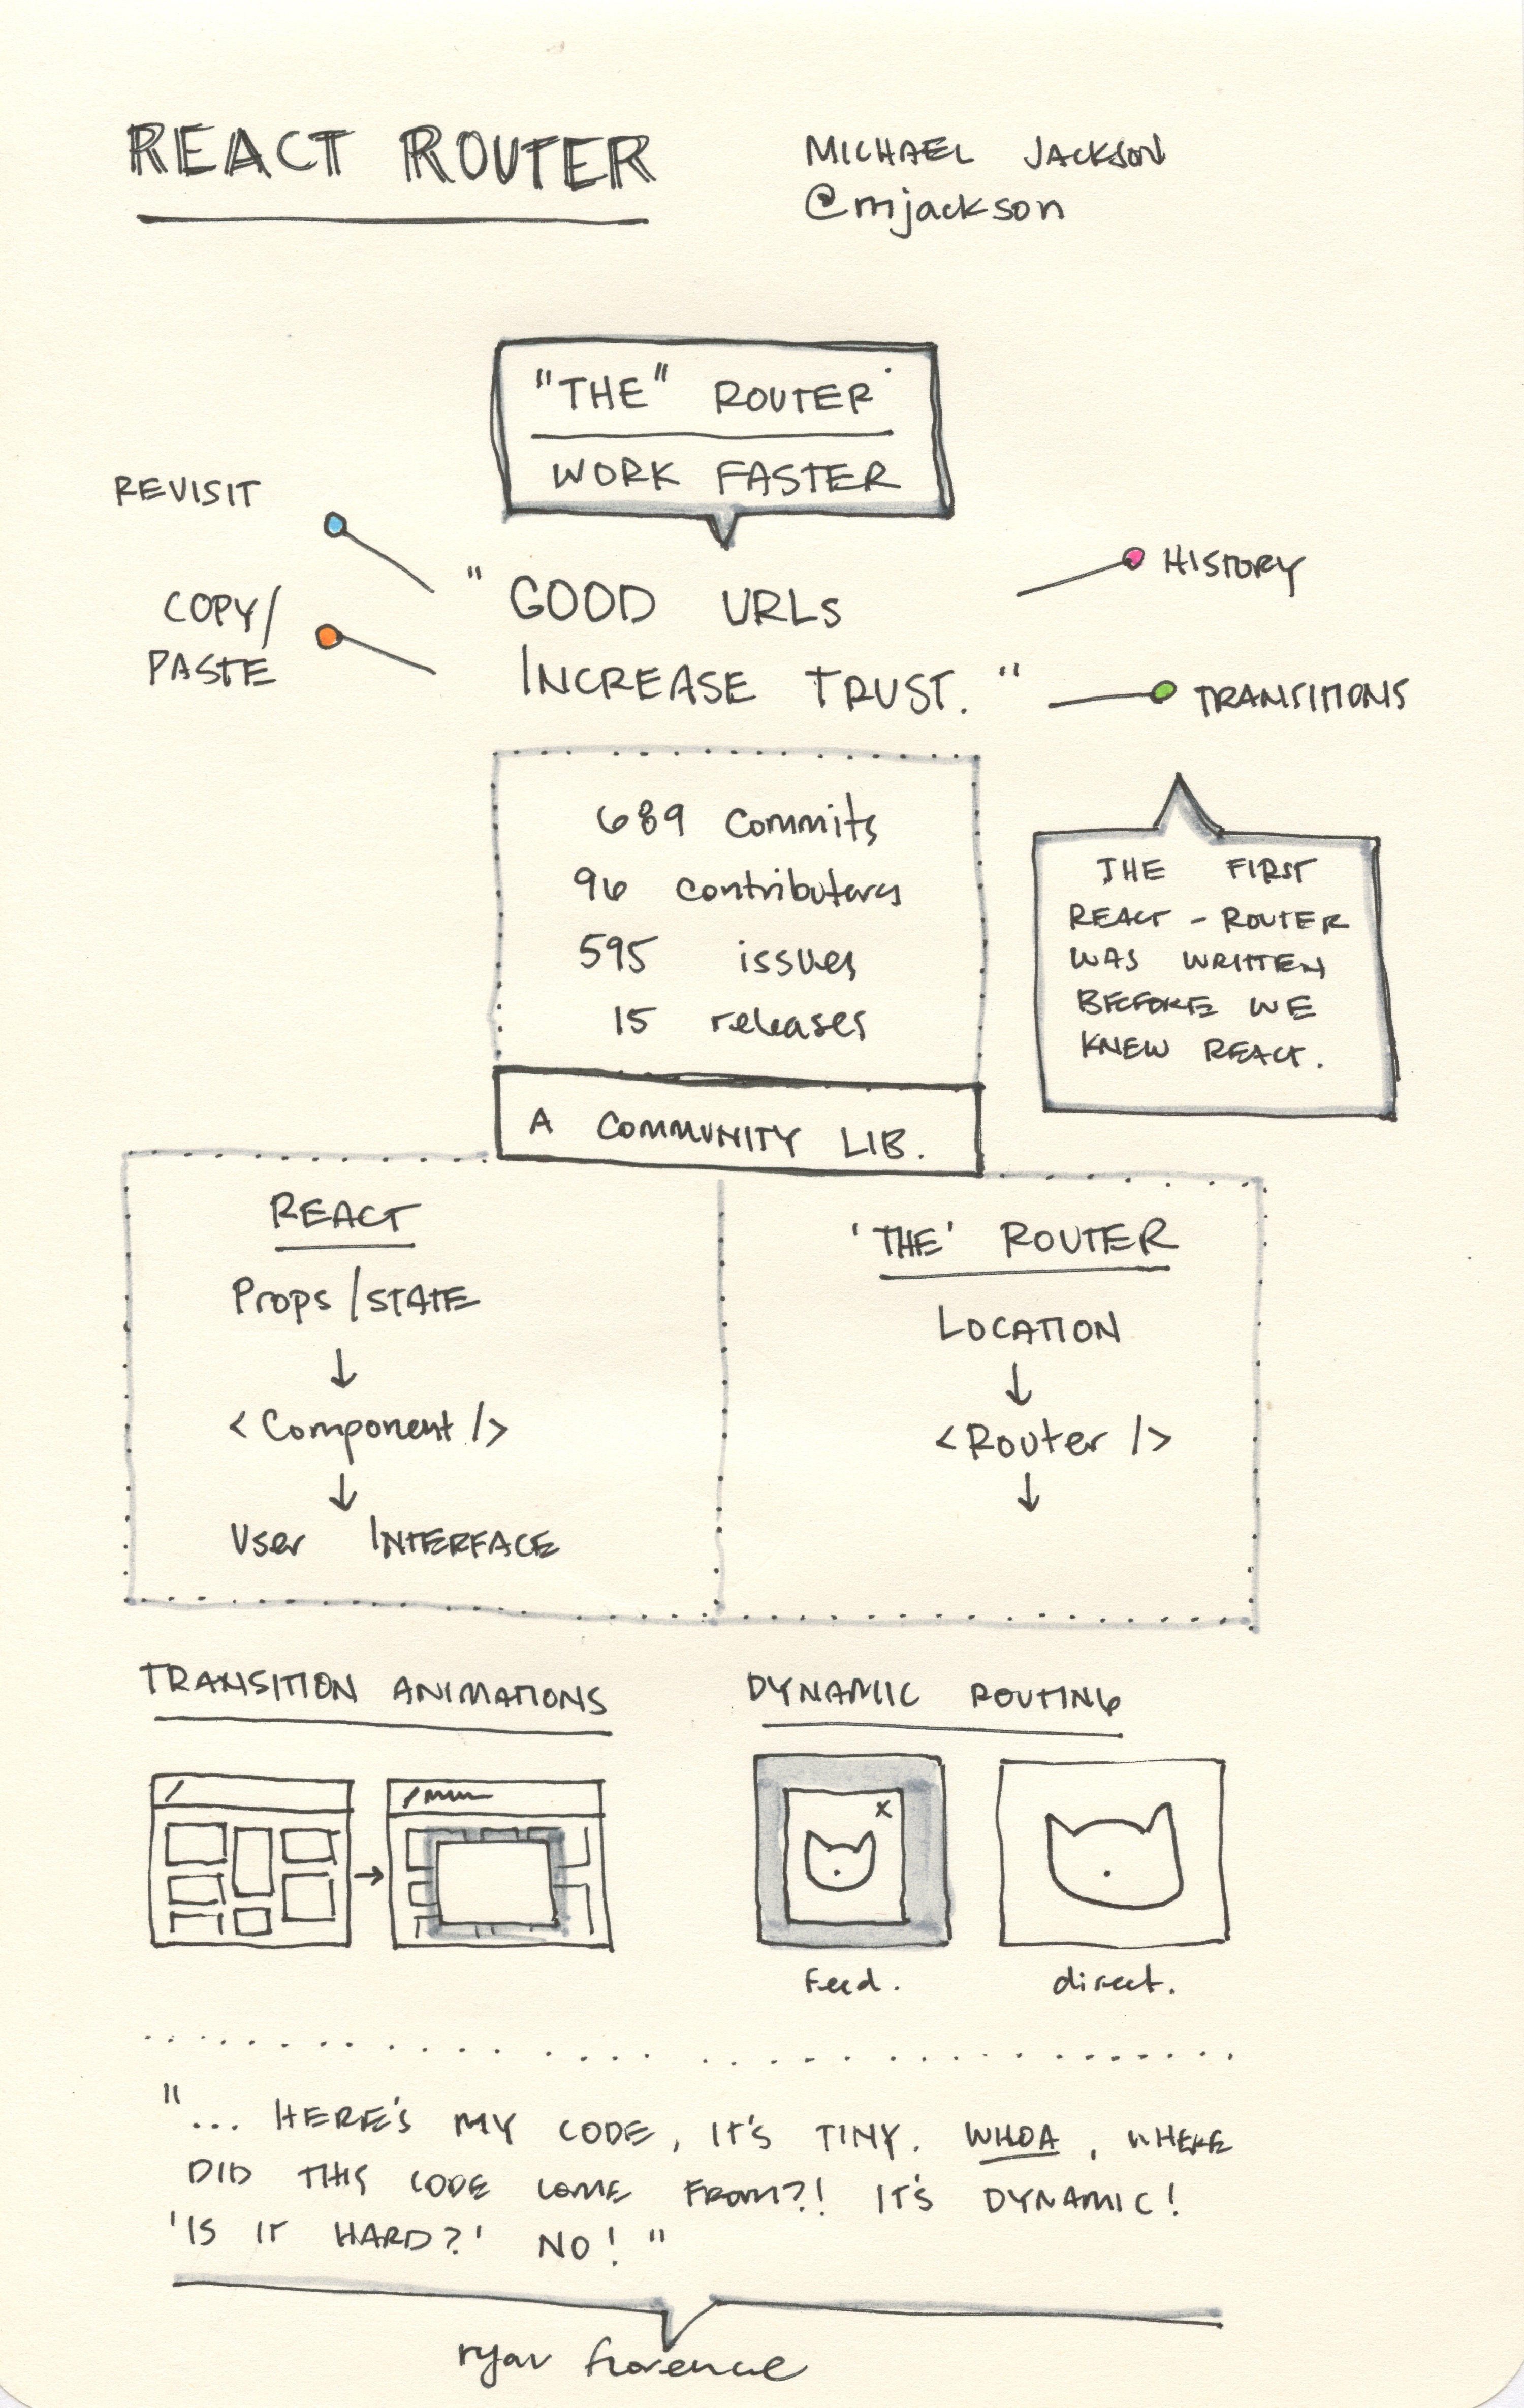 REACT ROUTER
MICHAEL JACKSON
@mjackson
"THE" ROUTER
WORK FASTER
REVISIT
COPY/
PASTE
"GOOD URLs
INCREASE TRUST."
HISTORY
TRANSITIONS
689 commits
96 contributors
595 issues
15 releases
A COMMUNITY LIB.
THE FIRST
REACT-ROUTER
WAS WRITTEN
BEFORE WE
KNEW REACT.
REACT
Props / STATE
↓
<Component />
↓
User INTERFACE
'THE' ROUTER
LOCATION
↓
<Router />
↓
TRANSITION ANIMATIONS
/
/
DYNAMIC ROUTING
x
feed.
direct.
"... HERE'S MY CODE, IT'S TINY. WHOA, WHERE
DID THIS CODE COME FROM?! IT'S DYNAMIC!
'IS IT HARD?' NO!"
ryan florence